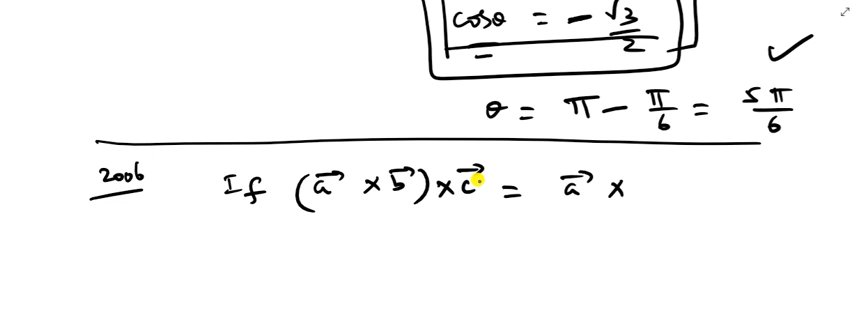 cosθ = - √3/2
θ = π - π/6 = 5π/6
2006 If (a⃗ × b⃗) × c⃗ = a⃗ ×